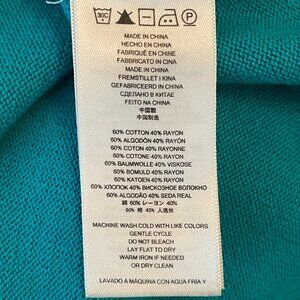 30C
MADE IN CHINA
HECHO EN CHINA
FABRIQUÉ EN CHINE
FABBRICATO IN CINA
MADE IN CHINA
FREMSTILLET I KINA
GEFABRICEERD IN CHINA
СДЕЛАНО В КИТАЕ
FEITO NA CHINA
中国製
中国制造
60% COTTON 40% RAYON
60% ALGODÓN 40% RAYÓN
60% COTON 40% RAYONNE
60% COTONE 40% RAYON
60% BAUMWOLLE 40% VISKOSE
60% BOMULD 40% RAYON
60% KATOEN 40% RAYON
60% ХЛОПОК 40% ВИСКОЗНОЕ ВОЛОКНО
60% ALGODÃO 40% SEDA REAL
綿 60% レーヨン 40%
60% 棉 40% 人造丝
MACHINE WASH COLD WITH LIKE COLORS
GENTLE CYCLE
DO NOT BLEACH
LAY FLAT TO DRY
WARM IRON IF NEEDED
OR DRY CLEAN
LAVADO A MÁQUINA CON AGUA FRÍA Y